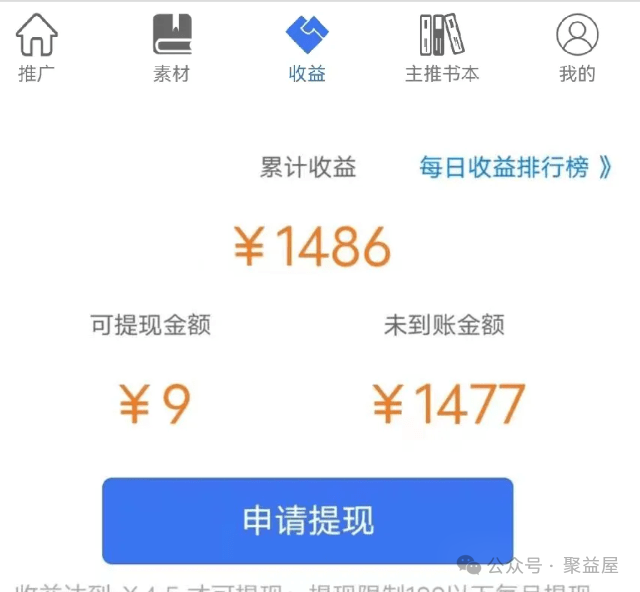 推广 素材 收益 主推书本 我的
累计收益 每日收益排行榜 》
￥1486
可提现金额 未到账金额
￥9 ￥1477
申请提现
公众号 · 聚益屋